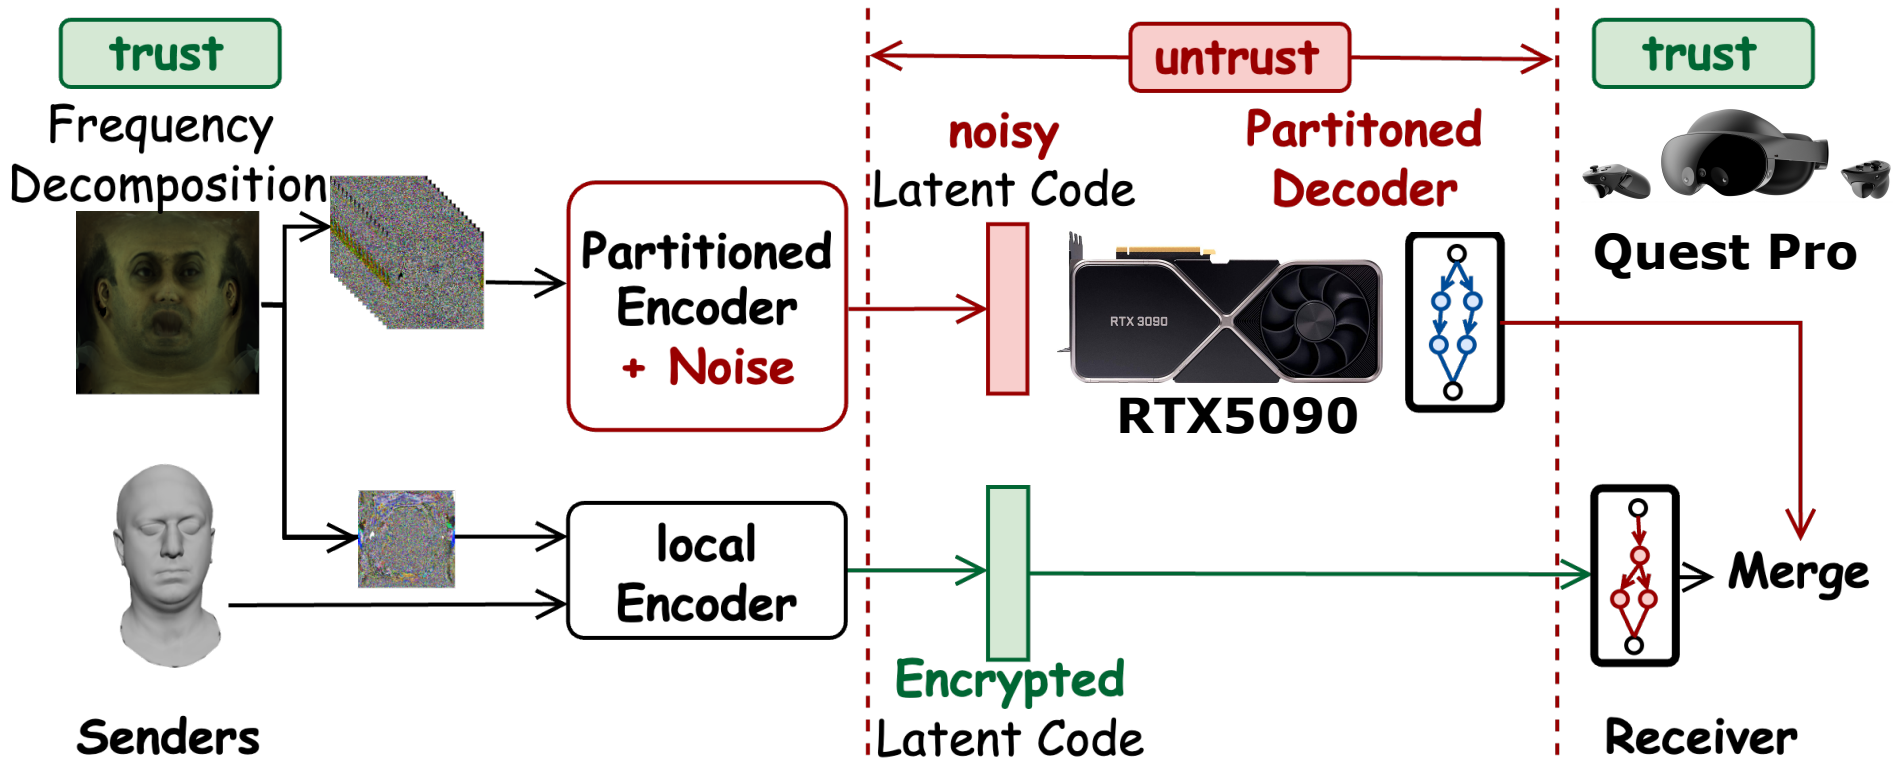 trust
untrust
trust
Frequency
Decomposition
noisy
Latent Code
Partitoned
Decoder
Partitioned
Encoder
+ Noise
RTX 3090
RTX5090
Quest Pro
local
Encoder
Merge
Encrypted
Latent Code
Senders
Receiver